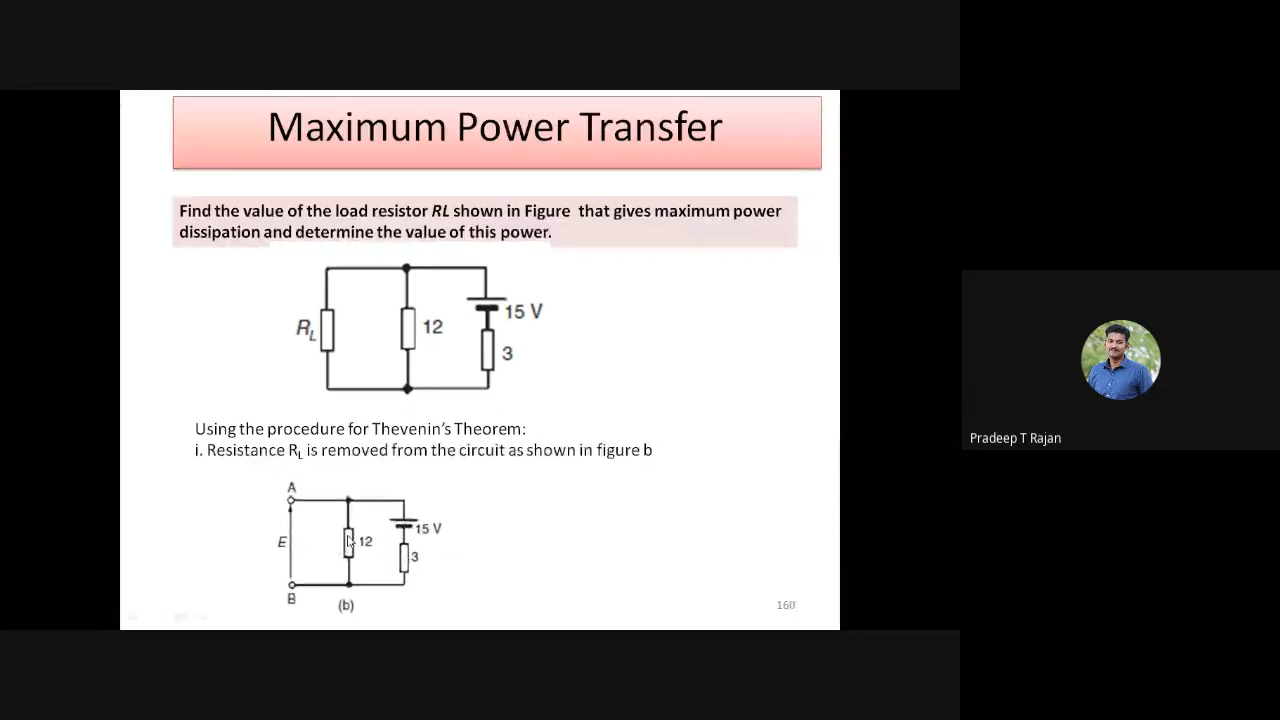 Maximum Power Transfer
Find the value of the load resistor RL shown in Figure that gives maximum power
dissipation and determine the value of this power.
15 V
RL
12
3
Using the procedure for Thevenin's Theorem:
i. Resistance RL is removed from the circuit as shown in figure b
A
15 V
E
12
3
B
(b)
160
Pradeep T Rajan